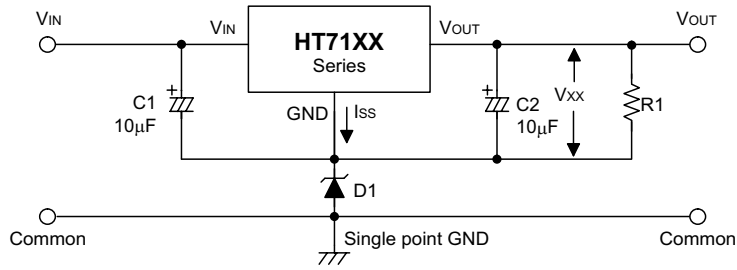 VIN
VIN
HT71XX
Series
VOUT
VOUT
C1
10μF
GND
ISS
C2
10μF
VXX
R1
D1
Common
Single point GND
Common